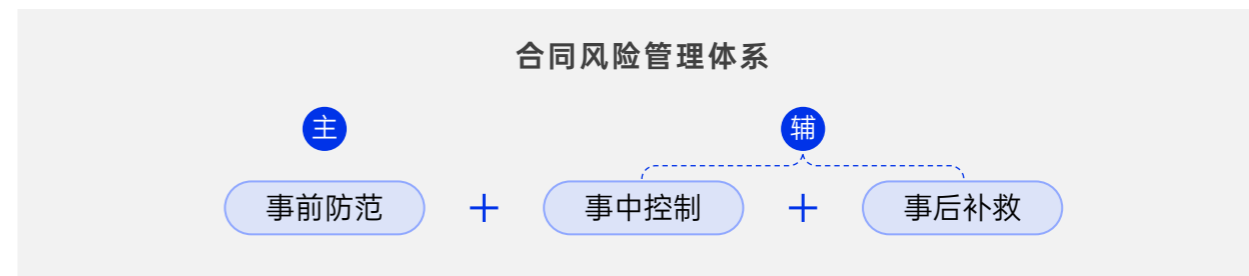 合同风险管理体系
主 辅
事前防范 + 事中控制 + 事后补救